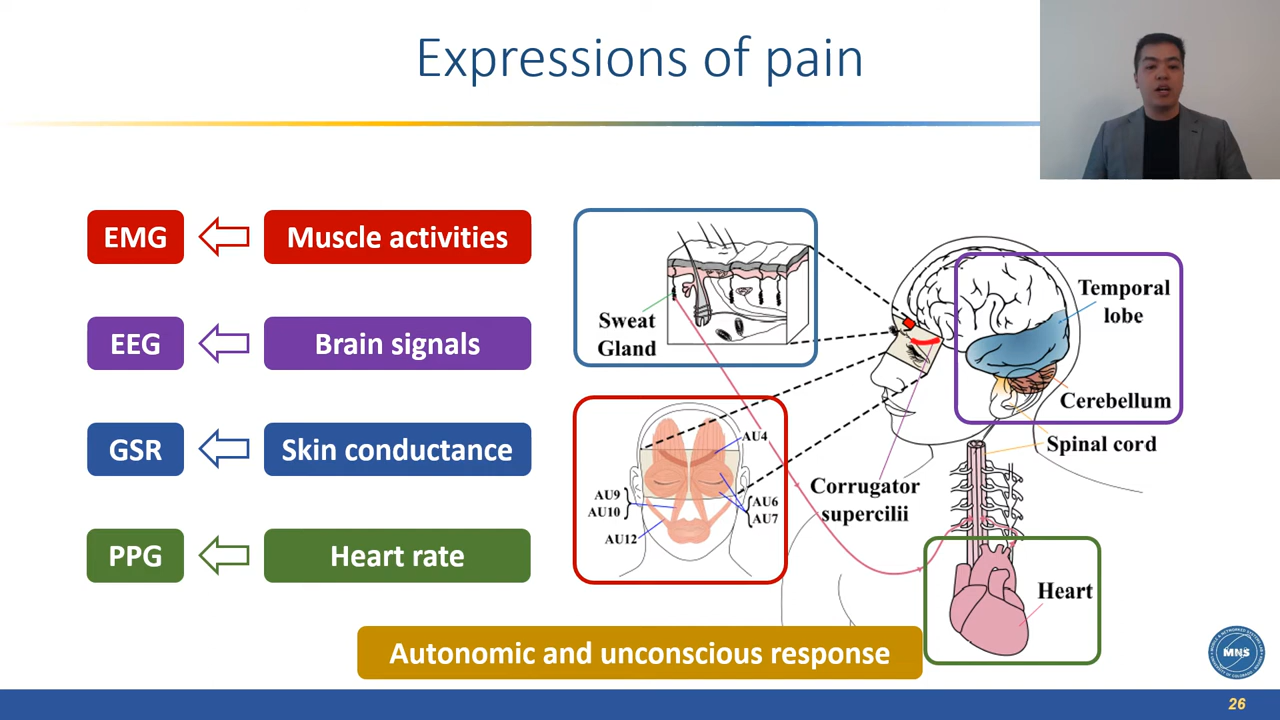 Expressions of pain
EMG
Muscle activities
EEG
Brain signals
GSR
Skin conductance
PPG
Heart rate
Sweat
Gland
Temporal
lobe
Cerebellum
Spinal cord
AU4
AU9
AU10
AU6
AU7
AU12
Corrugator
supercilii
Heart
Autonomic and unconscious response
MNS
26